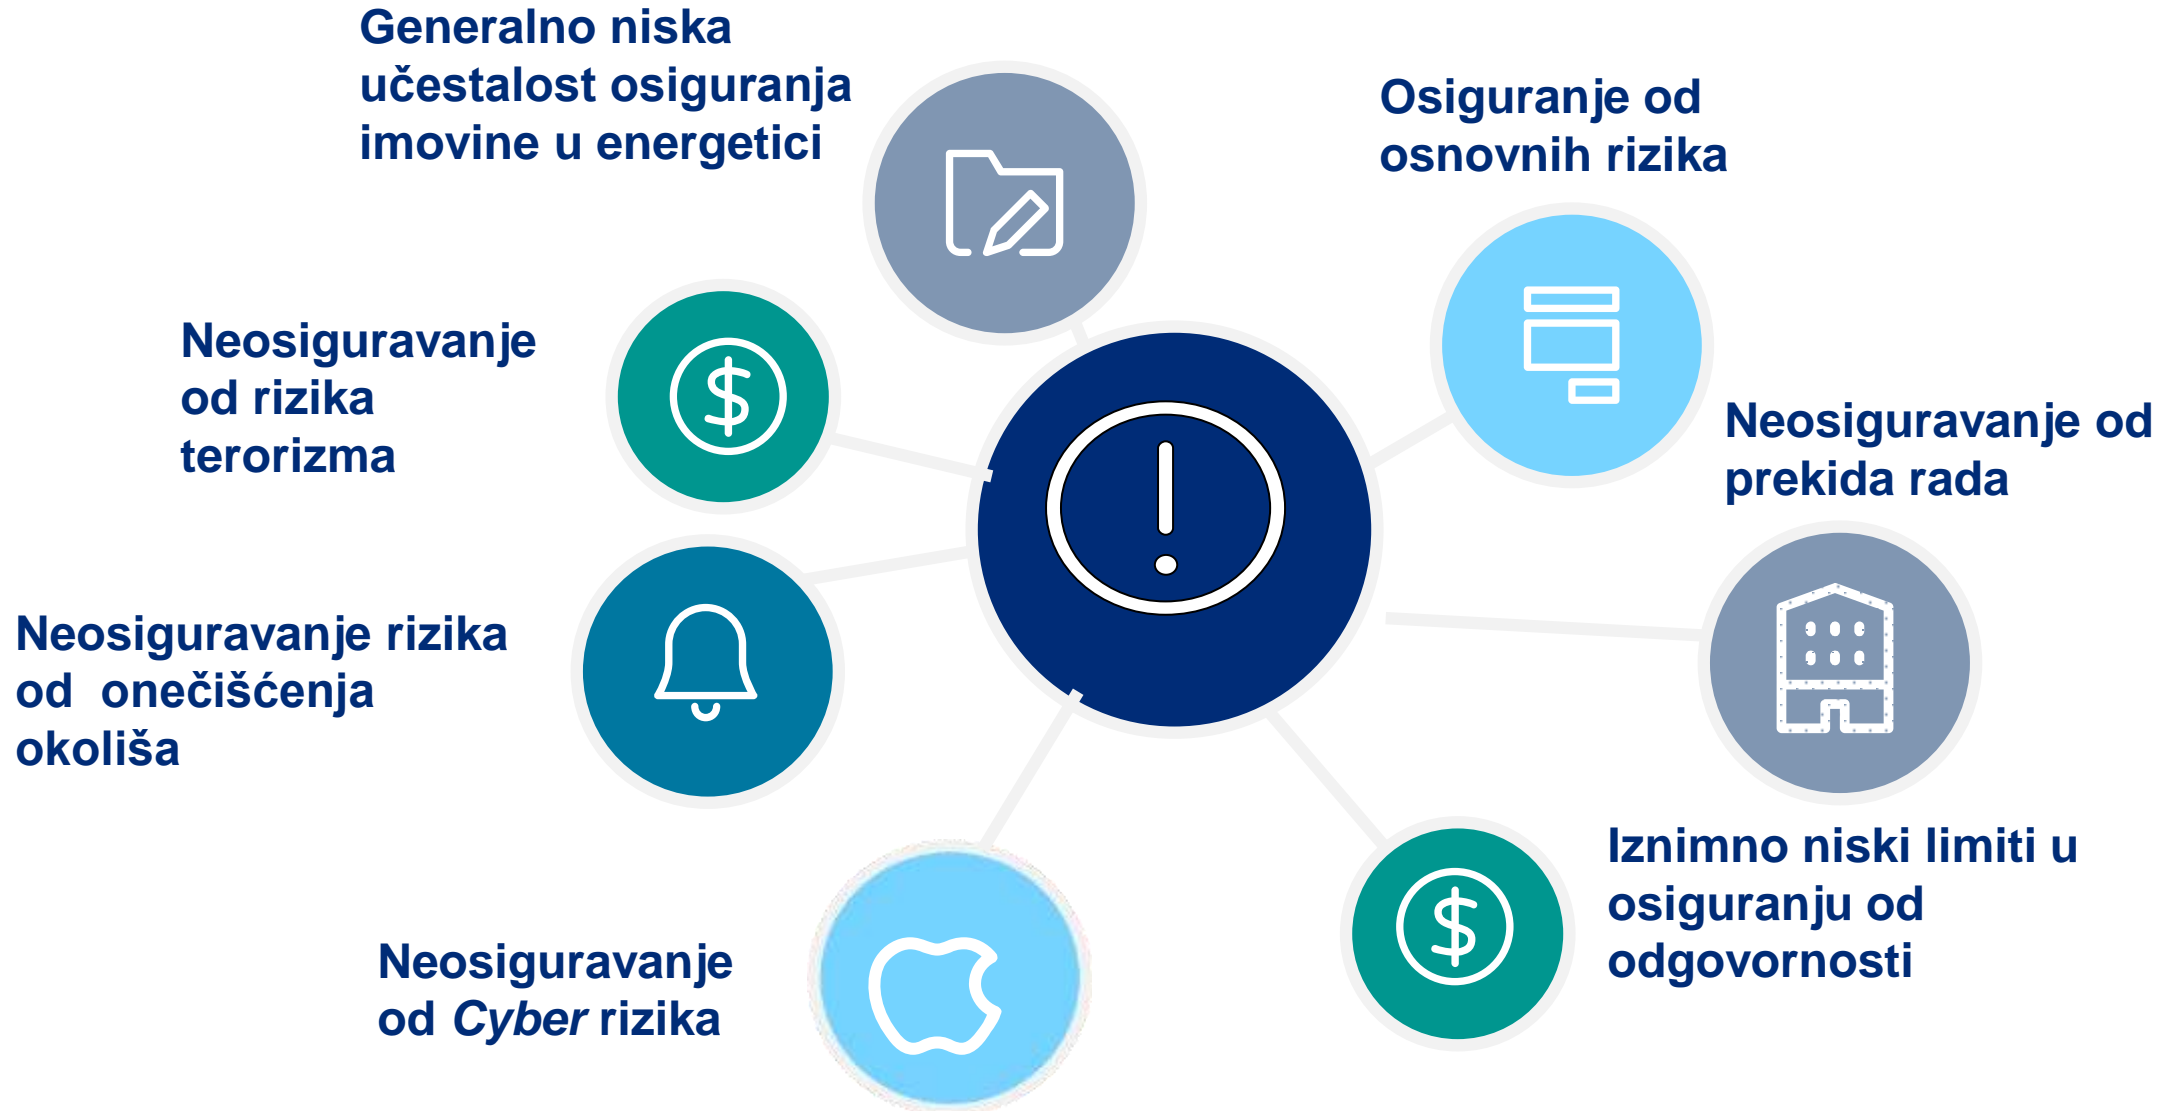 Generalno niska
učestalost osiguranja
imovine u energetici
Osiguranje od
osnovnih rizika
Neosiguravanje
od rizika
terorizma
Neosiguravanje od
prekida rada
Neosiguravanje rizika
od  onečišćenja
okoliša
Iznimno niski limiti u
osiguranju od
odgovornosti
Neosiguravanje
od Cyber rizika